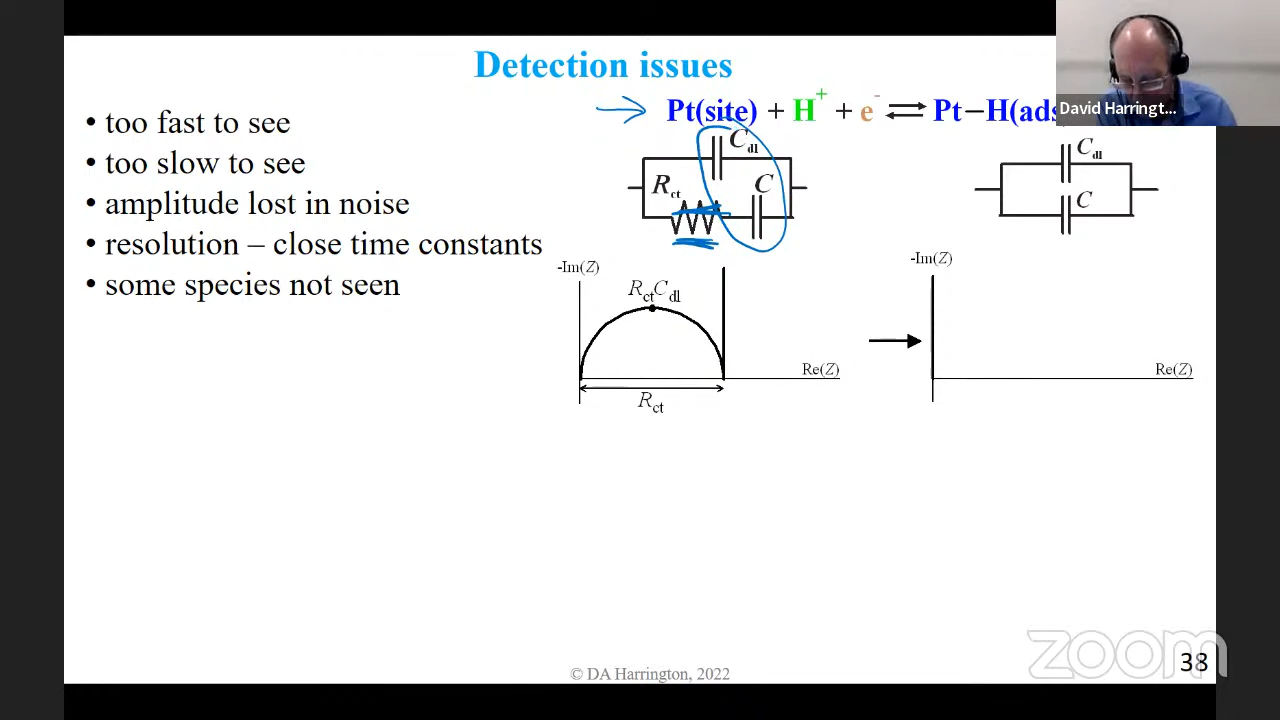 Detection issues
• too fast to see
• too slow to see
• amplitude lost in noise
• resolution – close time constants
• some species not seen
Pt(site) + H+ + e- ⇌ Pt–H(ads
David Harringt...
Cdl
Rct
C
Cdl
C
-Im(Z)
RctCdl
Re(Z)
Rct
-Im(Z)
Re(Z)
© DA Harrington, 2022
zoom
38